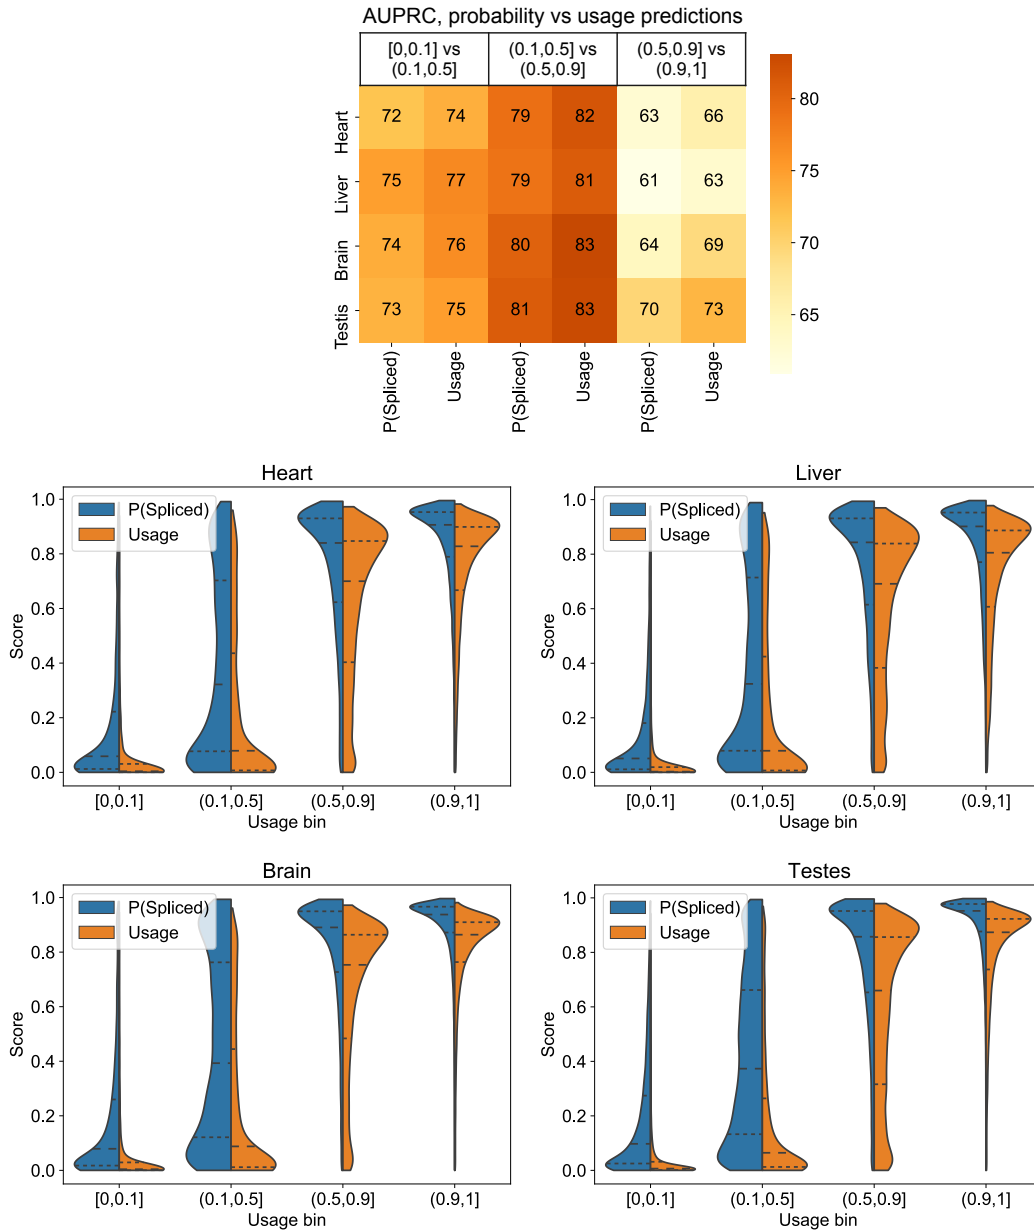 AUPRC, probability vs usage predictions
[0,0.1] vs (0.1,0.5] (0.1,0.5] vs (0.5,0.9] (0.5,0.9] vs (0.9,1]
Heart 72 74 79 82 63 66
Liver 75 77 79 81 61 63
Brain 74 76 80 83 64 69
Testis 73 75 81 83 70 73
P(Spliced) Usage P(Spliced) Usage P(Spliced) Usage
80
75
70
65
Heart
P(Spliced)
Usage
Score
1.0
0.8
0.6
0.4
0.2
0.0
[0,0.1] (0.1,0.5] (0.5,0.9] (0.9,1]
Usage bin
Liver
P(Spliced)
Usage
Score
1.0
0.8
0.6
0.4
0.2
0.0
[0,0.1] (0.1,0.5] (0.5,0.9] (0.9,1]
Usage bin
Brain
P(Spliced)
Usage
Score
1.0
0.8
0.6
0.4
0.2
0.0
[0,0.1] (0.1,0.5] (0.5,0.9] (0.9,1]
Usage bin
Testes
P(Spliced)
Usage
Score
1.0
0.8
0.6
0.4
0.2
0.0
[0,0.1] (0.1,0.5] (0.5,0.9] (0.9,1]
Usage bin